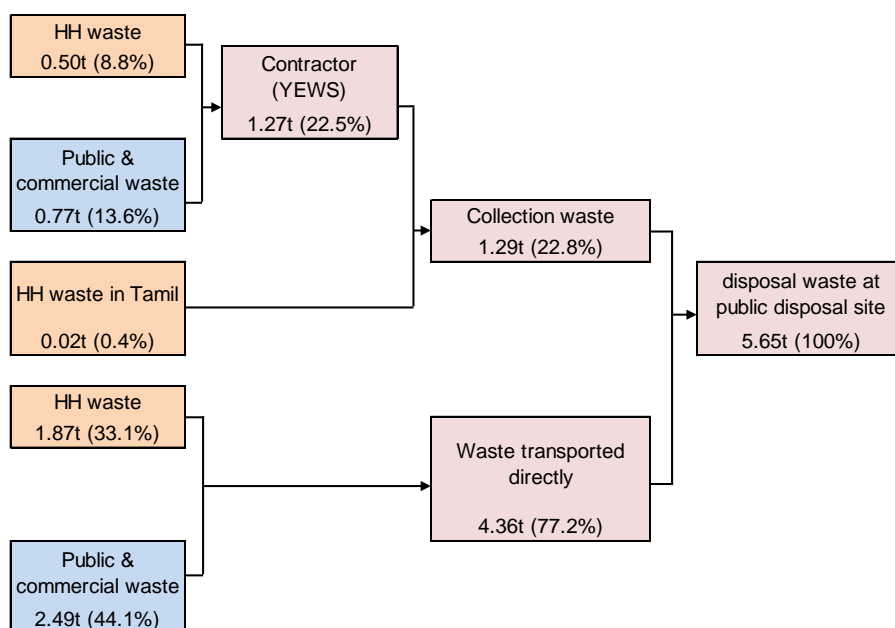 HH waste
0.50t (8.8%)
Public &
commercial waste
0.77t (13.6%)
HH waste in Tamil
0.02t (0.4%)
HH waste
1.87t (33.1%)
Public &
commercial waste
2.49t (44.1%)
Contractor
(YEWS)
1.27t (22.5%)
Collection waste
1.29t (22.8%)
Waste transported
directly
4.36t (77.2%)
disposal waste at
public disposal site
5.65t (100%)